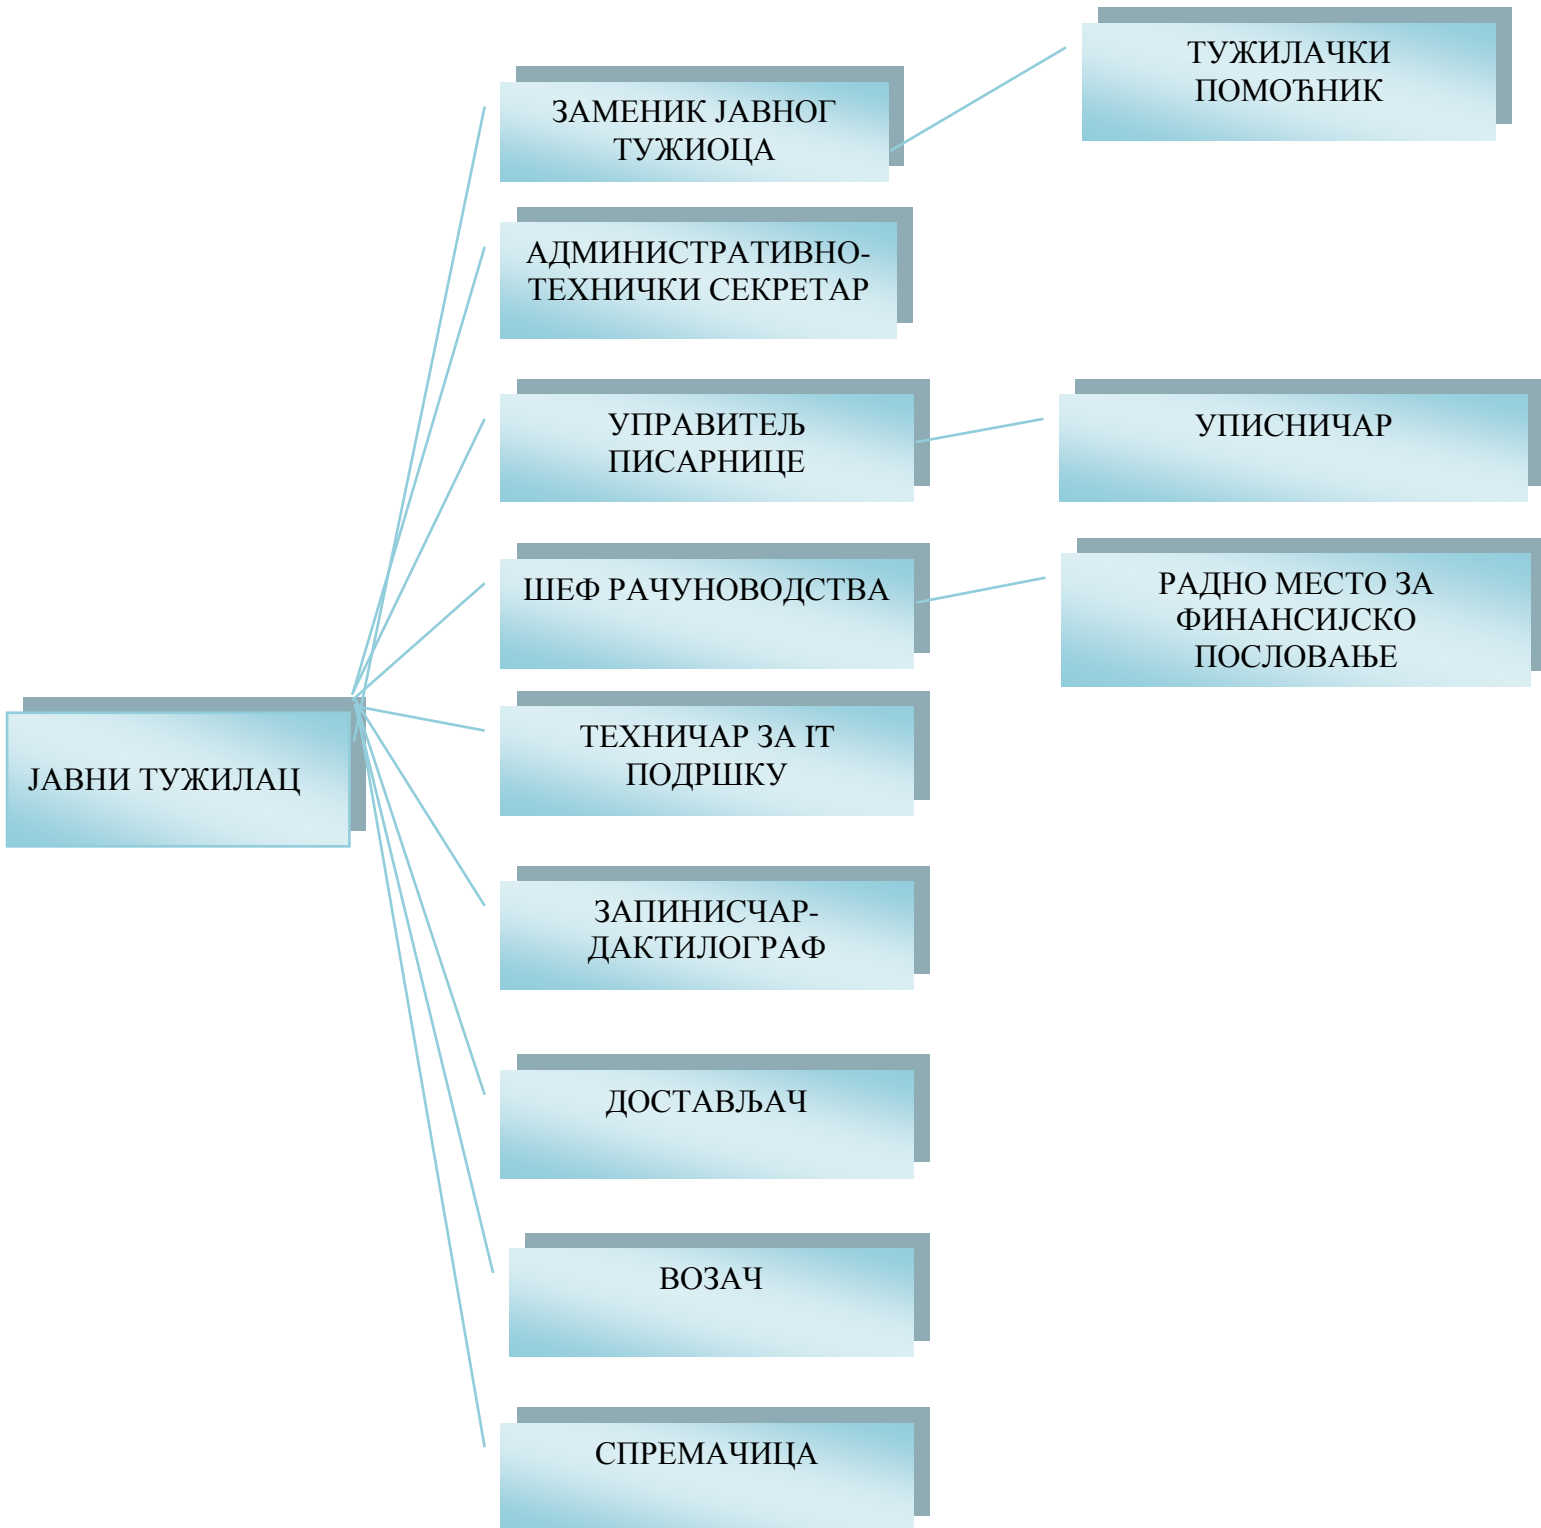 ТУЖИЛАЧКИ
ПОМОЋНИК
ЗАМЕНИК ЈАВНОГ
ТУЖИОЦА
АДМИНИСТРАТИВНО-
ТЕХНИЧКИ СЕКРЕТАР
УПРАВИТЕЉ
ПИСАРНИЦЕ
УПИСНИЧАР
ШЕФ РАЧУНОВОДСТВА
РАДНО МЕСТО ЗА
ФИНАНСИЈСКО
ПОСЛОВАЊЕ
ТЕХНИЧАР ЗА IT
ПОДРШКУ
ЈАВНИ ТУЖИЛАЦ
ЗАПИНИСЧАР-
ДАКТИЛОГРАФ
ДОСТАВЉАЧ
ВОЗАЧ
СПРЕМАЧИЦА